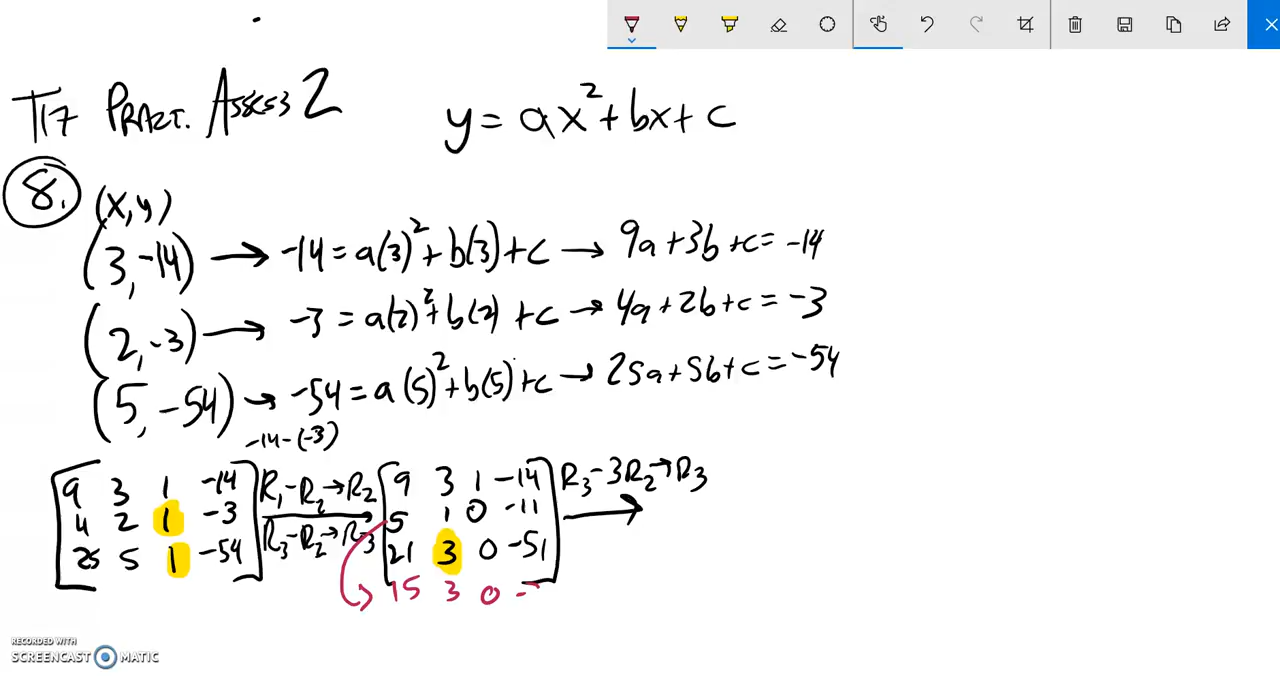 T17 PRACT. ASSESS 2
y = ax² + bx + c
8. (x,y)
(3,-14) → -14 = a(3)² + b(3) + c → 9a + 3b + c = -14
(2,-3) → -3 = a(2)² + b(2) + c → 4a + 2b + c = -3
(5,-54) → -54 = a(5)² + b(5) + c → 25a + 5b + c = -54
-14-(-3)
9 3 1 -14 R₁-R₂→R₂ 9 3 1 -14 R₃-3R₂→R₃
4 2 1 -3 5 1 0 -11
25 5 1 -54 R₃-R₂→R₃ 21 3 0 -51
15 3 0 -
RECORDED WITH
SCREENCAST MATIC